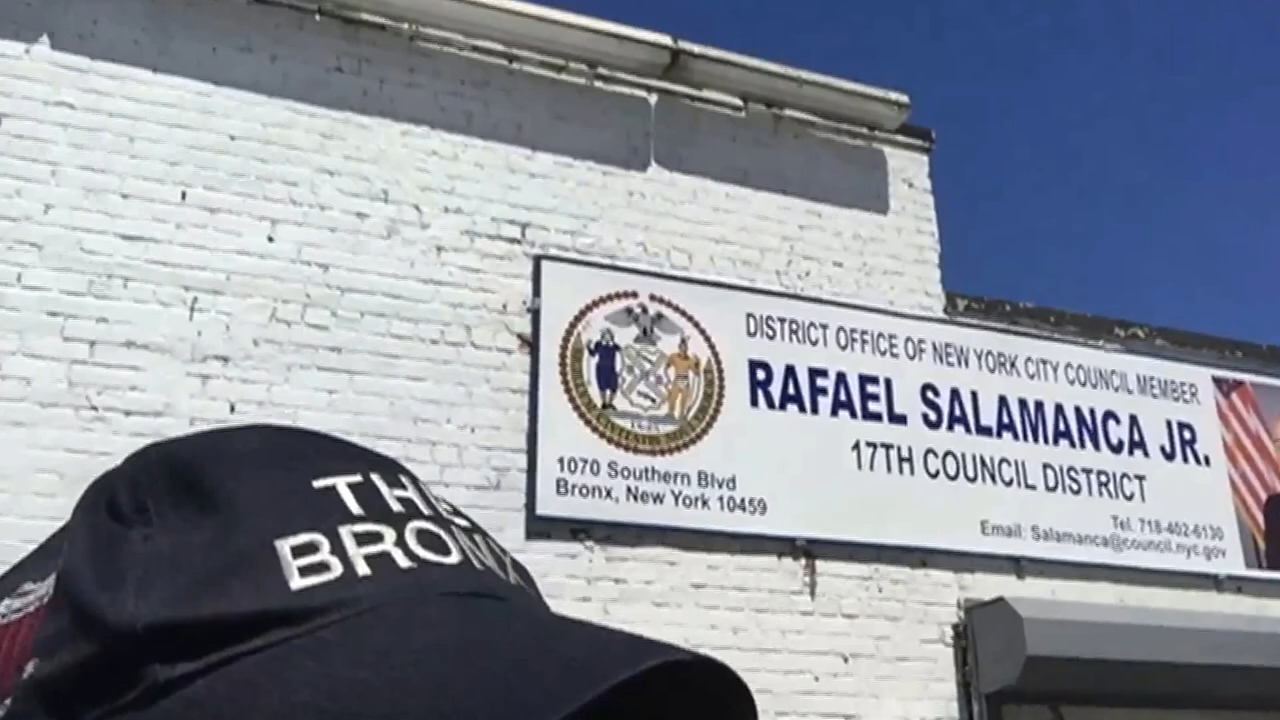 DISTRICT OFFICE OF NEW YORK CITY COUNCIL MEMBER
RAFAEL SALAMANCA JR.
17TH COUNCIL DISTRICT
1070 Southern Blvd
Bronx, New York 10459
Tel. 718-402-6130
Email: Salamanca@council.nyc.gov
THE
BRONX